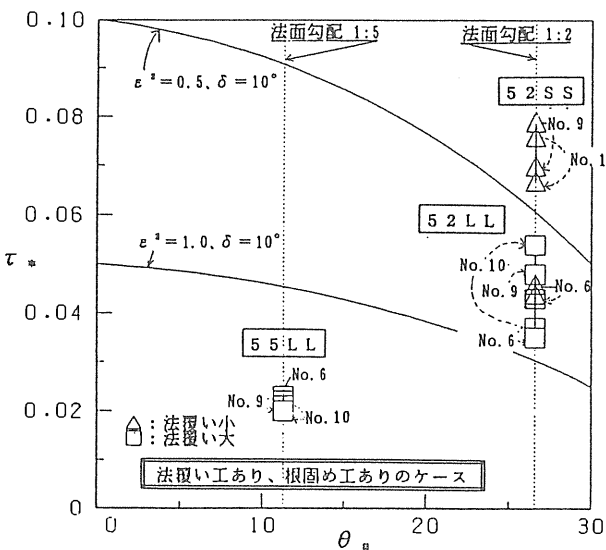 法面勾配 1:5
法面勾配 1:2
0.10
ε²=0.5、δ=10°
52SS
No.9
No.1
0.08
0.06
52LL
ε²=1.0、δ=10°
No.10
No.9
No.6
τ*
0.04
No.6
55LL
No.6
No.9
No.10
0.02
△:法覆い小
□:法覆い大
法覆い工あり、根固め工ありのケース
0
0
10
20
30
θ*